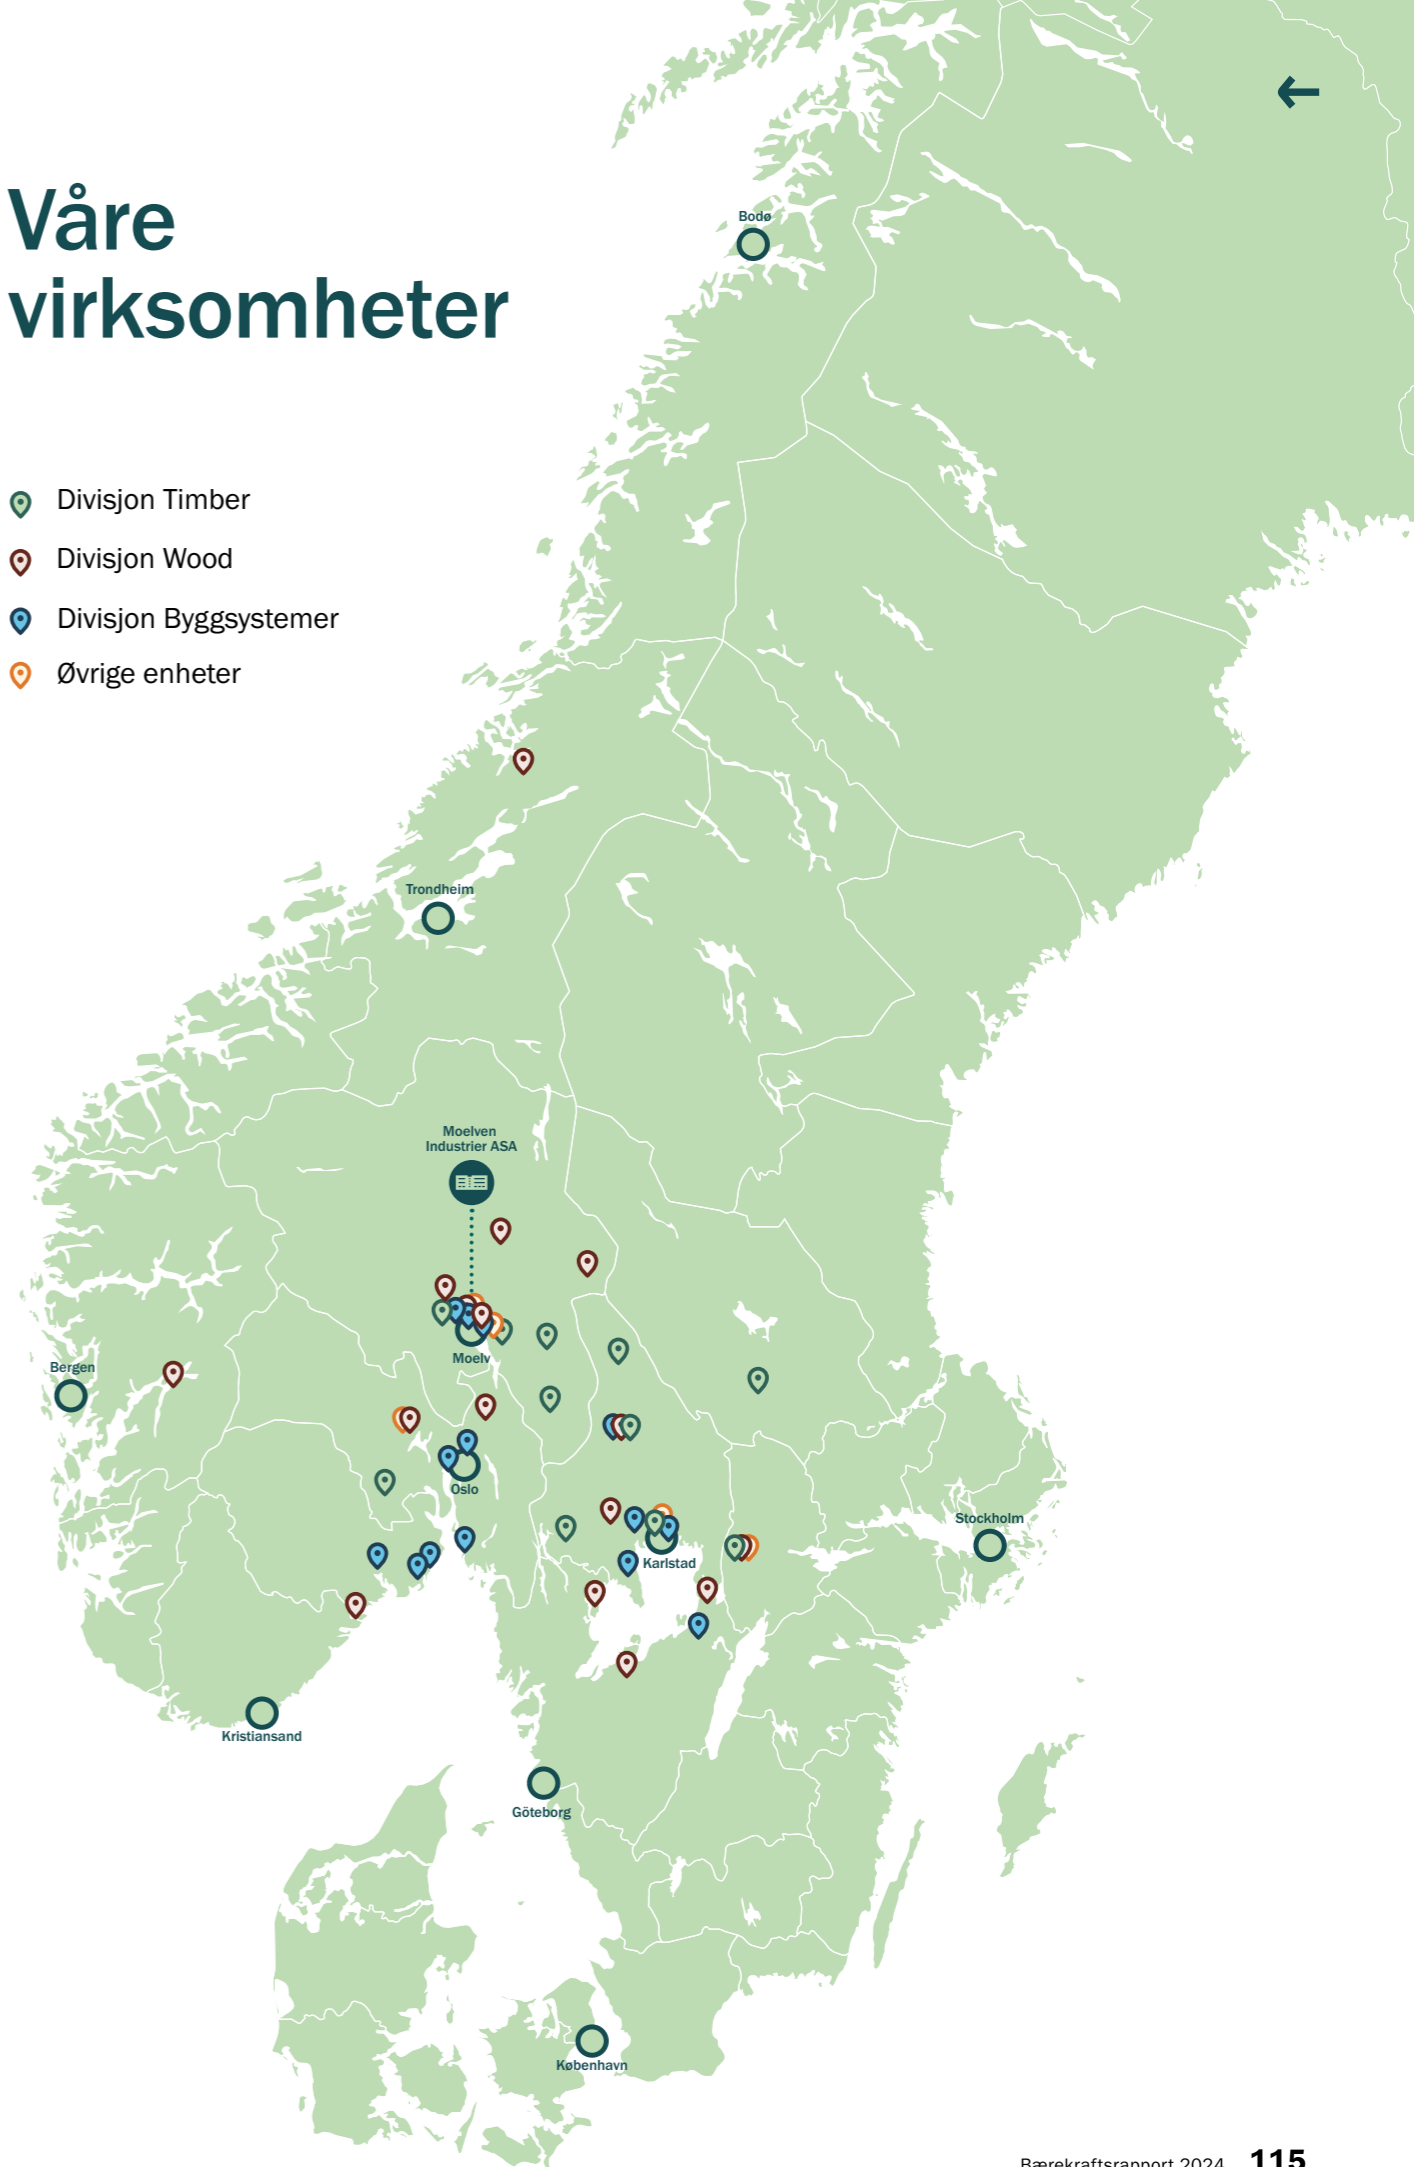 Våre
virksomheter
Divisjon Timber
Divisjon Wood
Divisjon Byggsystemer
Øvrige enheter
Bodø
Trondheim
Moelven
Industrier ASA
Moelv
Bergen
Oslo
Karlstad
Stockholm
Kristiansand
Göteborg
København
Bærekraftsrapport 2024 115